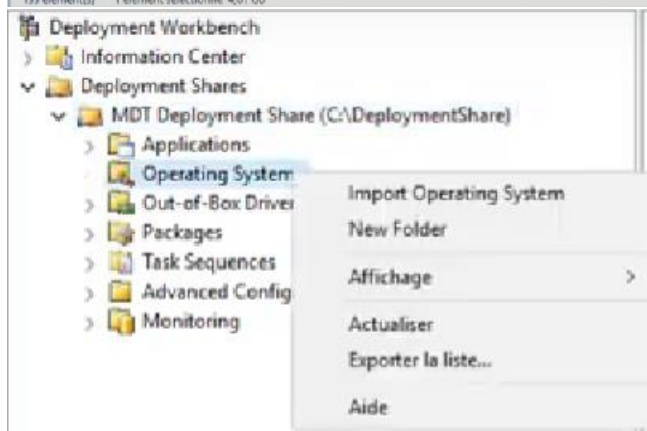 Deployment Workbench
Information Center
Deployment Shares
MDT Deployment Share (C:\DeploymentShare)
Applications
Operating System
Out-of-Box Driver
Packages
Task Sequences
Advanced Config
Monitoring
Import Operating System
New Folder
Affichage
Actualiser
Exporter la liste...
Aide